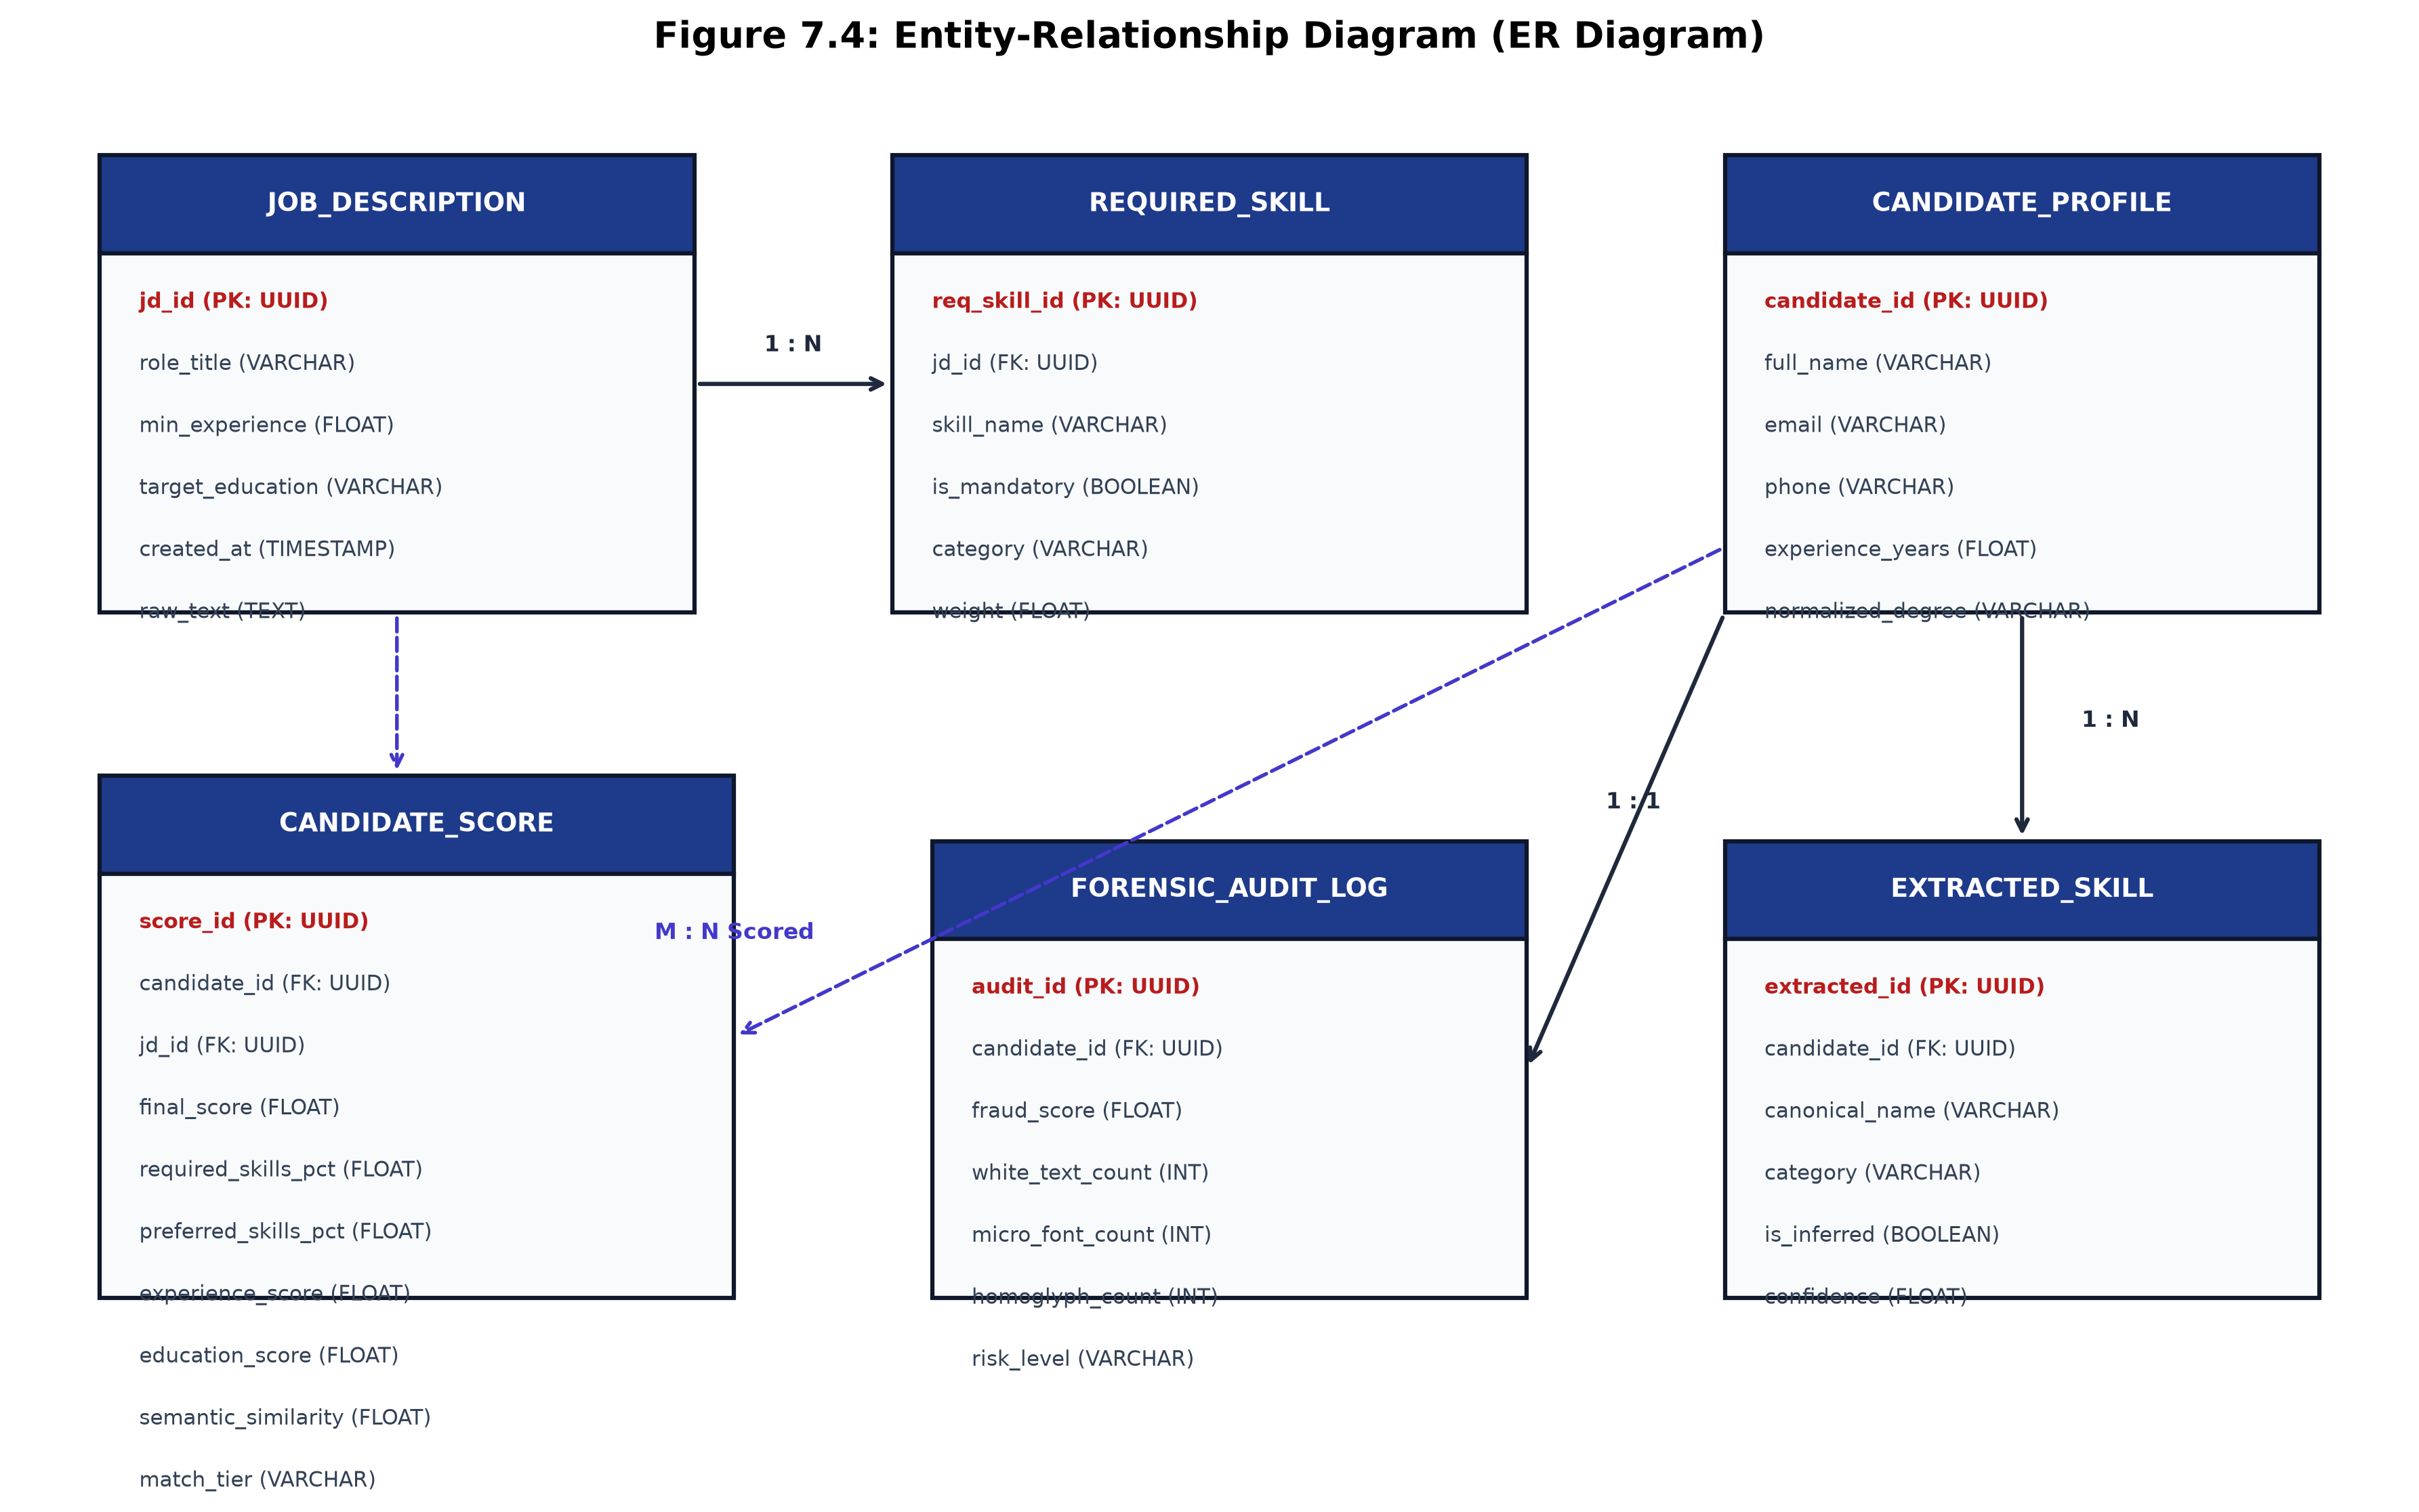 Figure 7.4: Entity-Relationship Diagram (ER Diagram)
JOB_DESCRIPTION
jd_id (PK: UUID)
role_title (VARCHAR)
min_experience (FLOAT)
target_education (VARCHAR)
created_at (TIMESTAMP)
raw_text (TEXT)
1 : N
REQUIRED_SKILL
req_skill_id (PK: UUID)
jd_id (FK: UUID)
skill_name (VARCHAR)
is_mandatory (BOOLEAN)
category (VARCHAR)
weight (FLOAT)
CANDIDATE_PROFILE
candidate_id (PK: UUID)
full_name (VARCHAR)
email (VARCHAR)
phone (VARCHAR)
experience_years (FLOAT)
normalized_degree (VARCHAR)
1 : N
1 : 1
CANDIDATE_SCORE
score_id (PK: UUID)
candidate_id (FK: UUID)
jd_id (FK: UUID)
final_score (FLOAT)
required_skills_pct (FLOAT)
preferred_skills_pct (FLOAT)
experience_score (FLOAT)
education_score (FLOAT)
semantic_similarity (FLOAT)
match_tier (VARCHAR)
M : N Scored
FORENSIC_AUDIT_LOG
audit_id (PK: UUID)
candidate_id (FK: UUID)
fraud_score (FLOAT)
white_text_count (INT)
micro_font_count (INT)
homoglyph_count (INT)
risk_level (VARCHAR)
EXTRACTED_SKILL
extracted_id (PK: UUID)
candidate_id (FK: UUID)
canonical_name (VARCHAR)
category (VARCHAR)
is_inferred (BOOLEAN)
confidence (FLOAT)